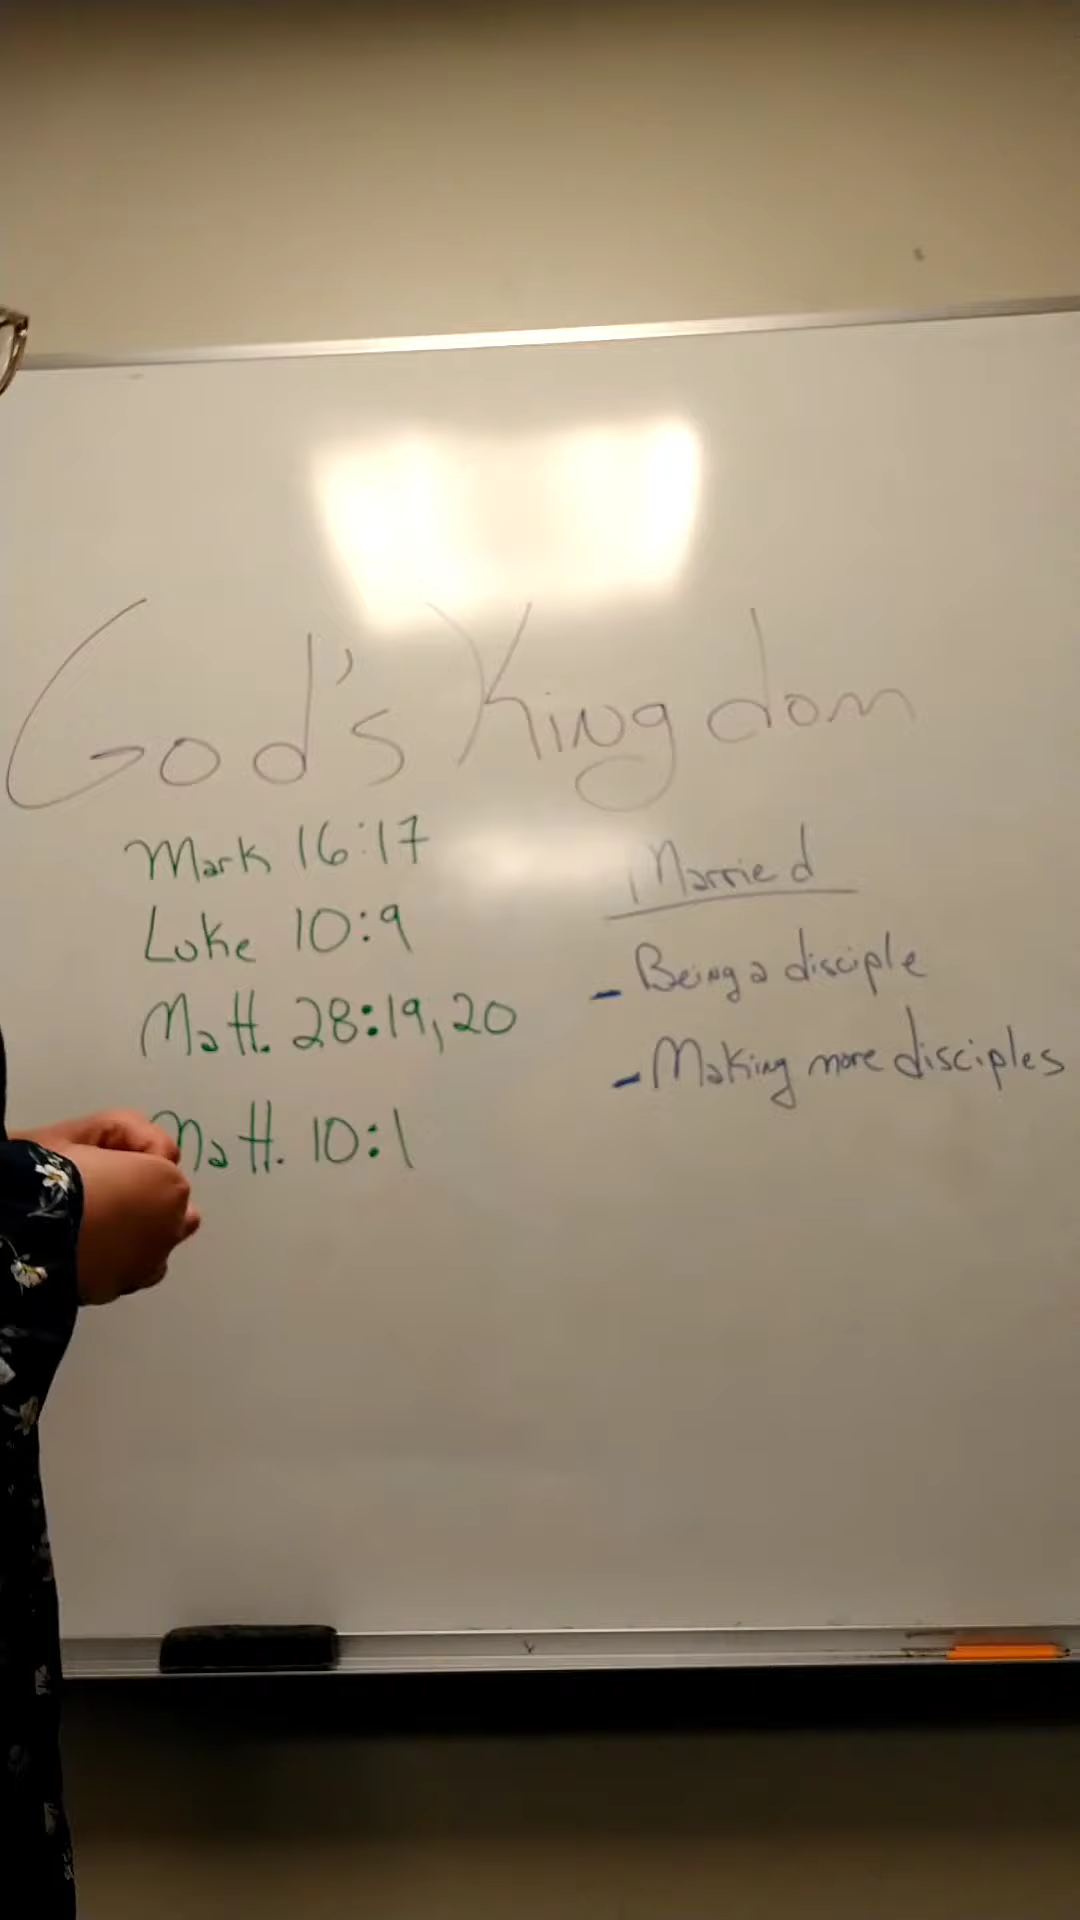 God's Kingdom
Mark 16:17
Luke 10:9
Matt. 28:19,20
Matt. 10:1
Married
- Being a disciple
- Making more disciples